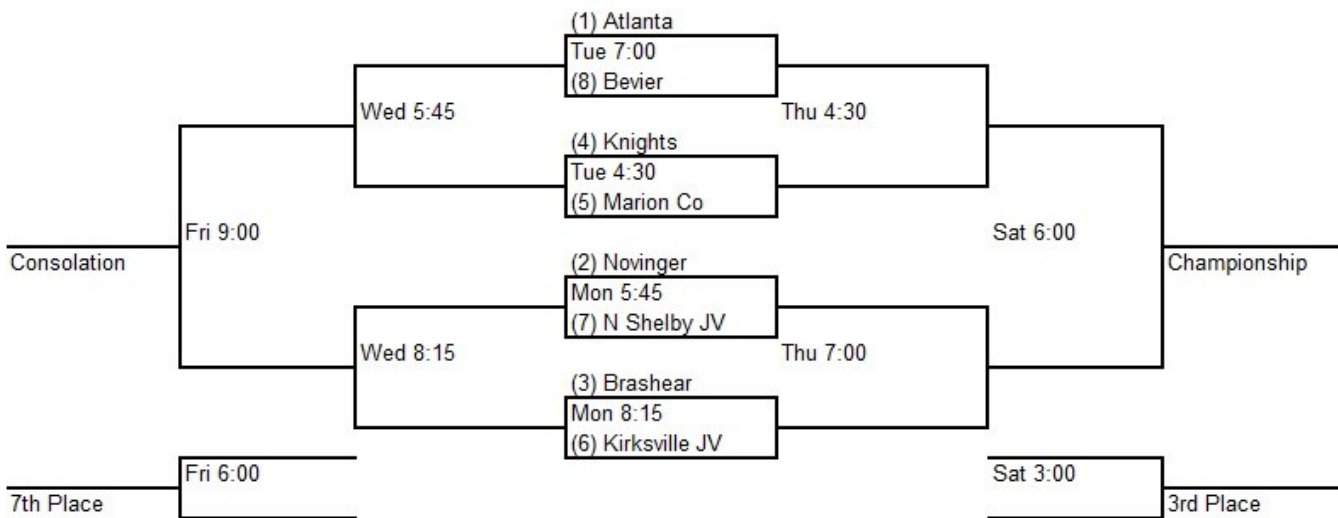 (1) Atlanta
Tue 7:00
(8) Bevier
Wed 5:45
Thu 4:30
(4) Knights
Tue 4:30
(5) Marion Co
Fri 9:00
Sat 6:00
Consolation
(2) Novinger
Championship
Mon 5:45
(7) N Shelby JV
Wed 8:15
Thu 7:00
(3) Brashear
Mon 8:15
(6) Kirksville JV
Fri 6:00
Sat 3:00
7th Place
3rd Place